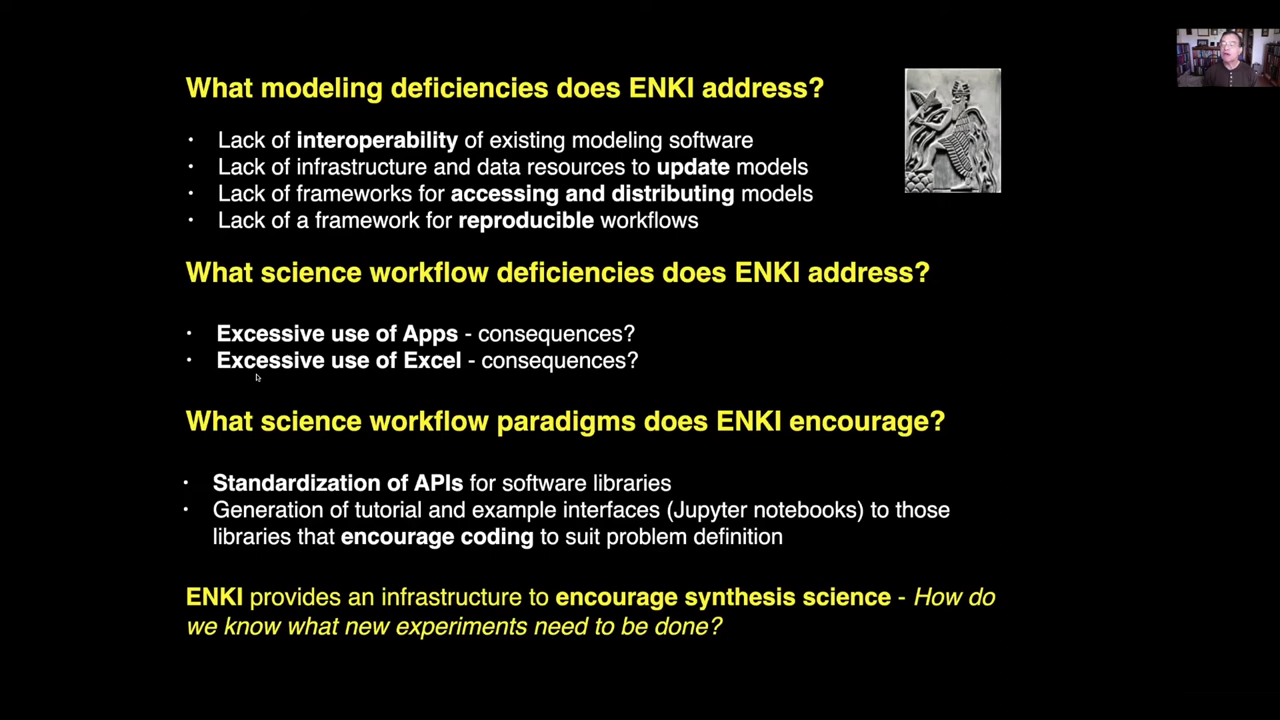 What modeling deficiencies does ENKI address?
• Lack of interoperability of existing modeling software
• Lack of infrastructure and data resources to update models
• Lack of frameworks for accessing and distributing models
• Lack of a framework for reproducible workflows
What science workflow deficiencies does ENKI address?
• Excessive use of Apps - consequences?
• Excessive use of Excel - consequences?
What science workflow paradigms does ENKI encourage?
• Standardization of APIs for software libraries
• Generation of tutorial and example interfaces (Jupyter notebooks) to those
libraries that encourage coding to suit problem definition
ENKI provides an infrastructure to encourage synthesis science - How do
we know what new experiments need to be done?